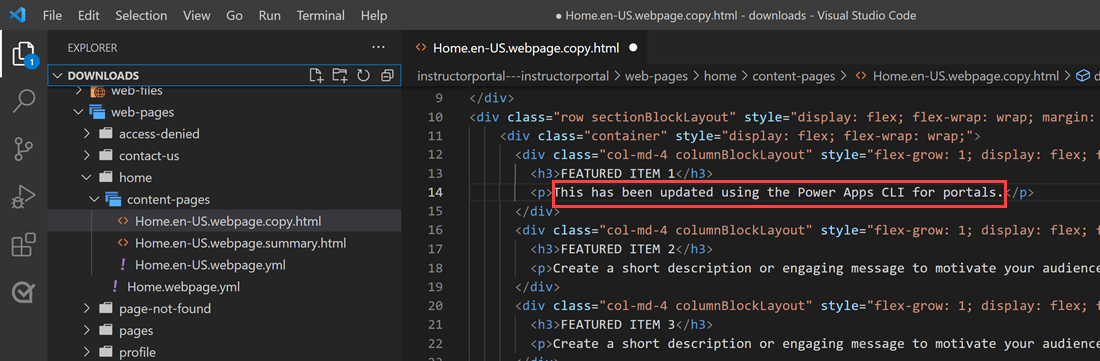 File Edit Selection View Go Run Terminal Help ● Home.en-US.webpage.copy.html - downloads - Visual Studio Code
EXPLORER ···
1
DOWNLOADS
web-files
web-pages
access-denied
contact-us
home
content-pages
<> Home.en-US.webpage.copy.html
<> Home.en-US.webpage.summary.html
! Home.en-US.webpage.yml
! Home.webpage.yml
page-not-found
pages
profile
<> Home.en-US.webpage.copy.html ●
instructorportal---instructorportal > web-pages > home > content-pages > <> Home.en-US.webpage.copy.html > d
9 </div>
10 <div class="row sectionBlockLayout" style="display: flex; flex-wrap: wrap; margin:
11 <div class="container" style="display: flex; flex-wrap: wrap;">
12 <div class="col-md-4 columnBlockLayout" style="flex-grow: 1; display: flex; f
13 <h3>FEATURED ITEM 1</h3>
14 <p>This has been updated using the Power Apps CLI for portals.</p>
15 </div>
16 <div class="col-md-4 columnBlockLayout" style="flex-grow: 1; display: flex; f
17 <h3>FEATURED ITEM 2</h3>
18 <p>Create a short description or engaging message to motivate your audience
19 </div>
20 <div class="col-md-4 columnBlockLayout" style="flex-grow: 1; display: flex; f
21 <h3>FEATURED ITEM 3</h3>
22 <p>Create a short description or engaging message to motivate your audience